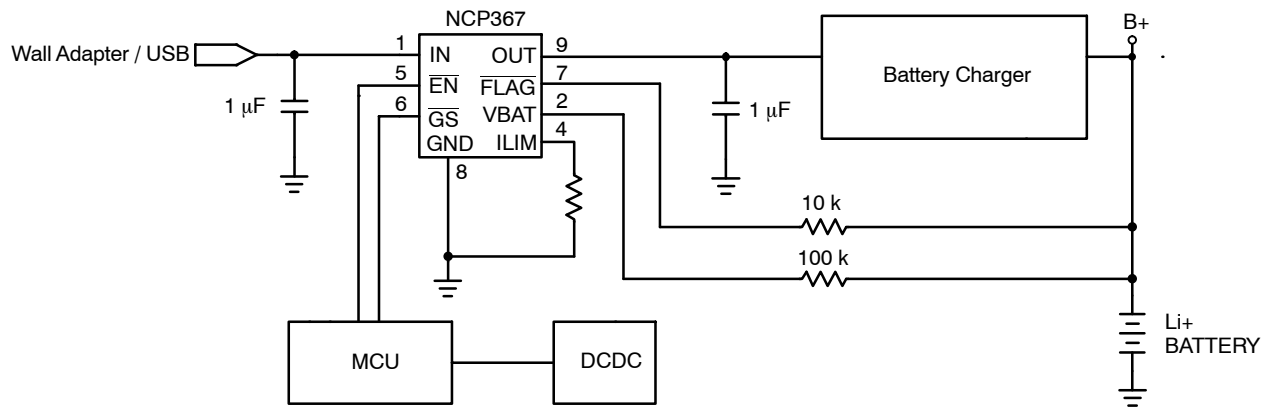 NCP367
B+
Wall Adapter / USB
1
IN
OUT
9
5
EN
FLAG
7
6
GS
VBAT
2
GND
ILIM
4
8
1 μF
1 μF
Battery Charger
10 k
100 k
MCU
DCDC
Li+
BATTERY